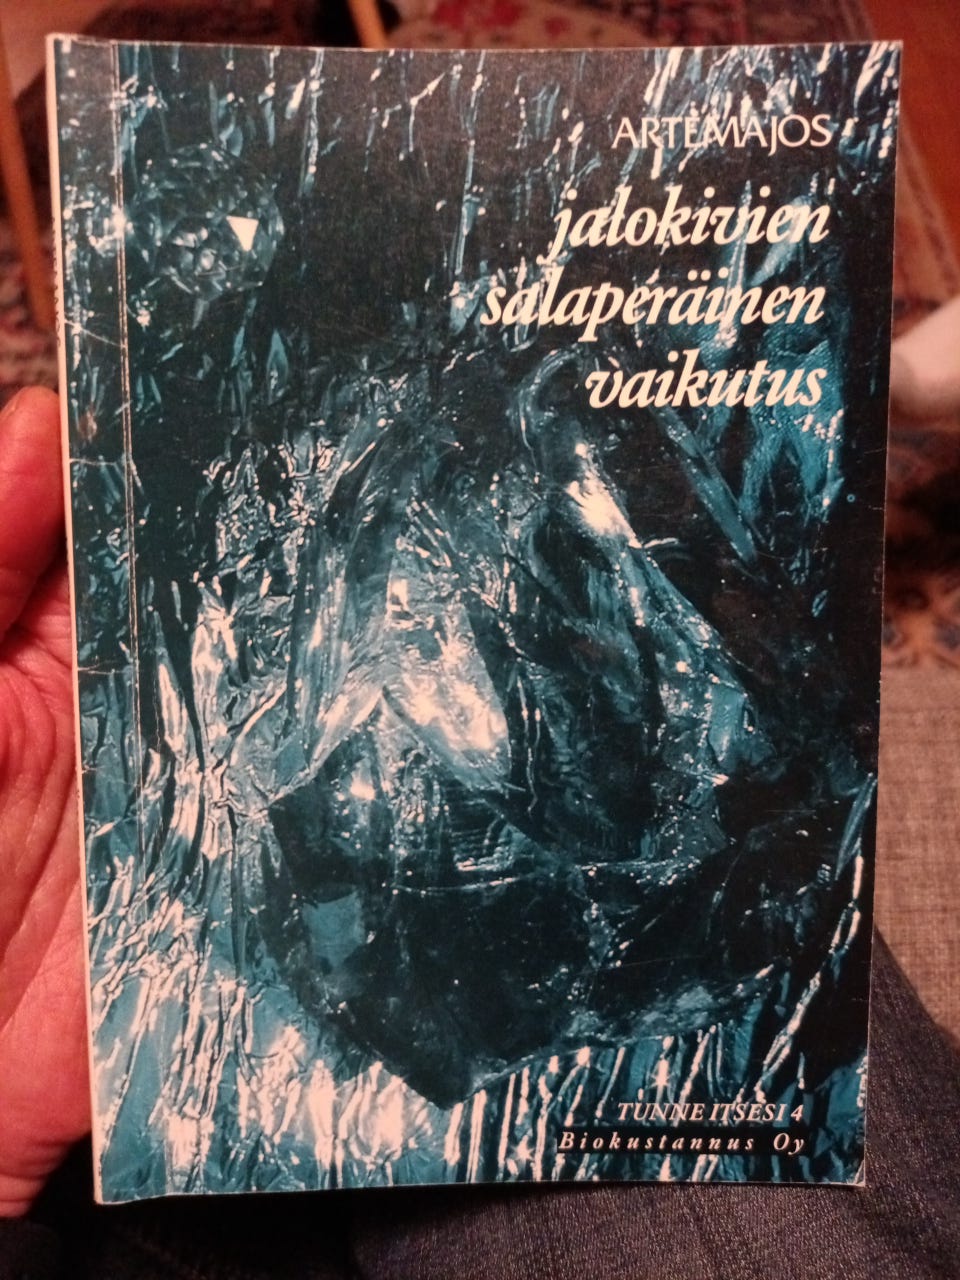 ARTEMAJOS
jalokivien
salaperäinen
vaikutus
TUNNE ITSESI 4
Biokustannus Oy